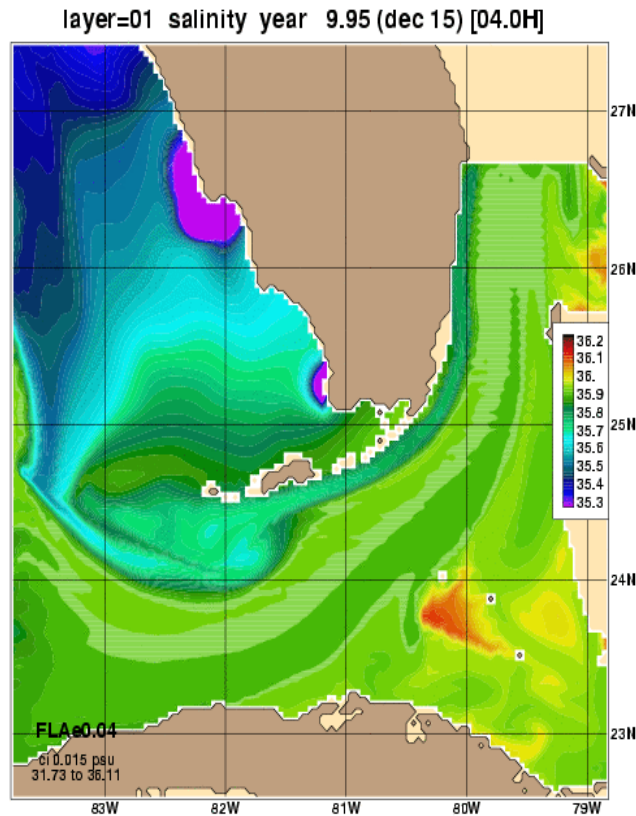 layer=01 salinity year 9.95 (dec 15) [04.0H]
27N
26N
36.2
36.1
36.
35.9
35.8
35.7
35.6
35.5
35.4
35.3
25N
24N
23N
FLAe0.04
ci 0.015 psu
31.73 to 36.11
83W 82W 81W 80W 79W